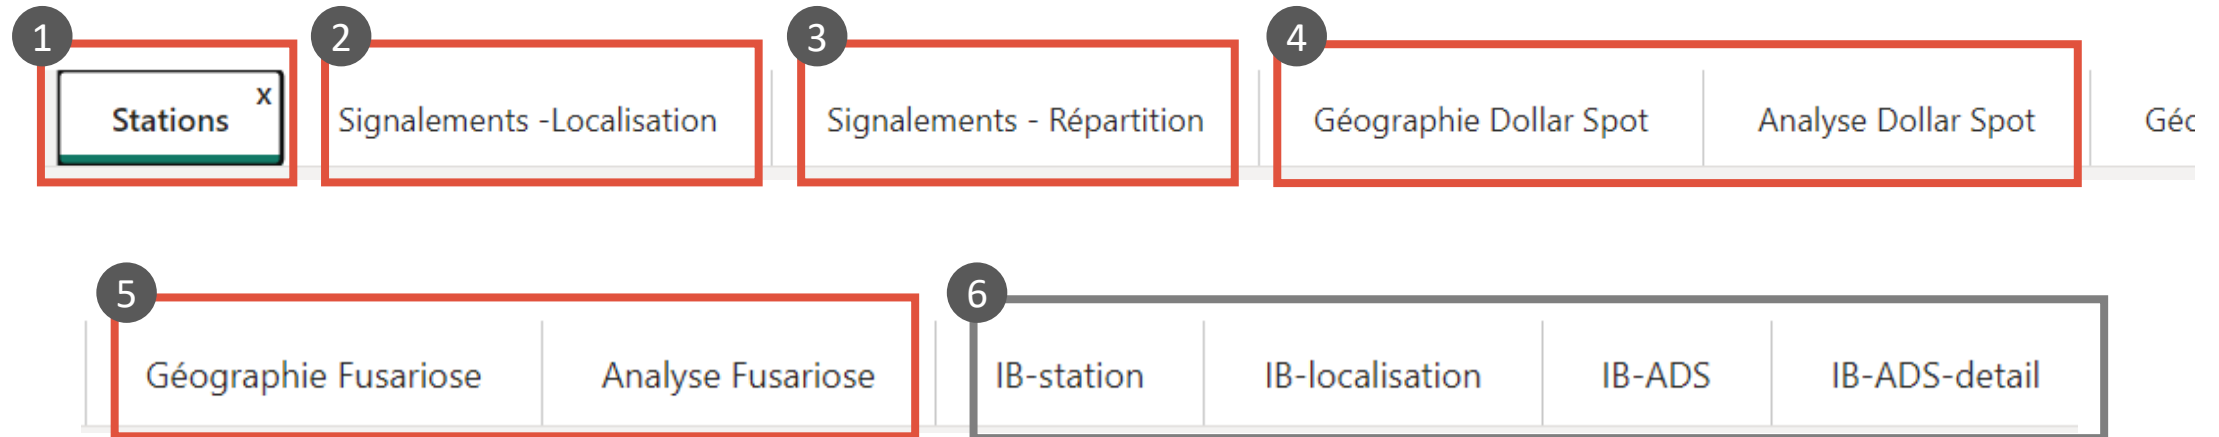 1 2 3 4
Stations x Signalements -Localisation Signalements - Répartition Géographie Dollar Spot Analyse Dollar Spot Géo
5 6
Géographie Fusariose Analyse Fusariose IB-station IB-localisation IB-ADS IB-ADS-detail